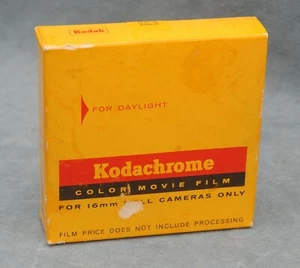 Kodak
FOR DAYLIGHT
Kodachrome
COLOR MOVIE FILM
FOR 16mm CAMERAS ONLY
FILM PRICE DOES NOT INCLUDE PROCESSING